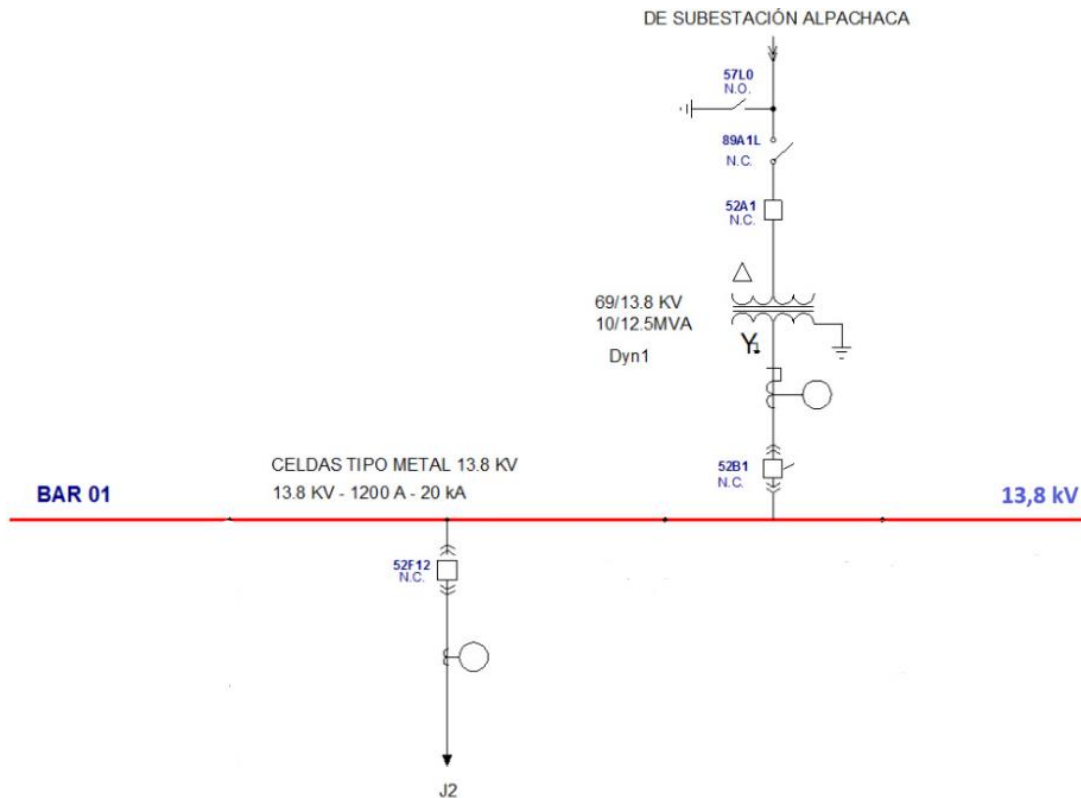 DE SUBESTACIÓN ALPACHACA
57L0
N.O.
89A1L
N.C.
52A1
N.C.
69/13.8 KV
10/12.5MVA
Dyn1
Y
52B1
N.C.
CELDAS TIPO METAL 13.8 KV
13.8 KV - 1200 A - 20 kA
BAR 01
13,8 kV
52F12
N.C.
J2